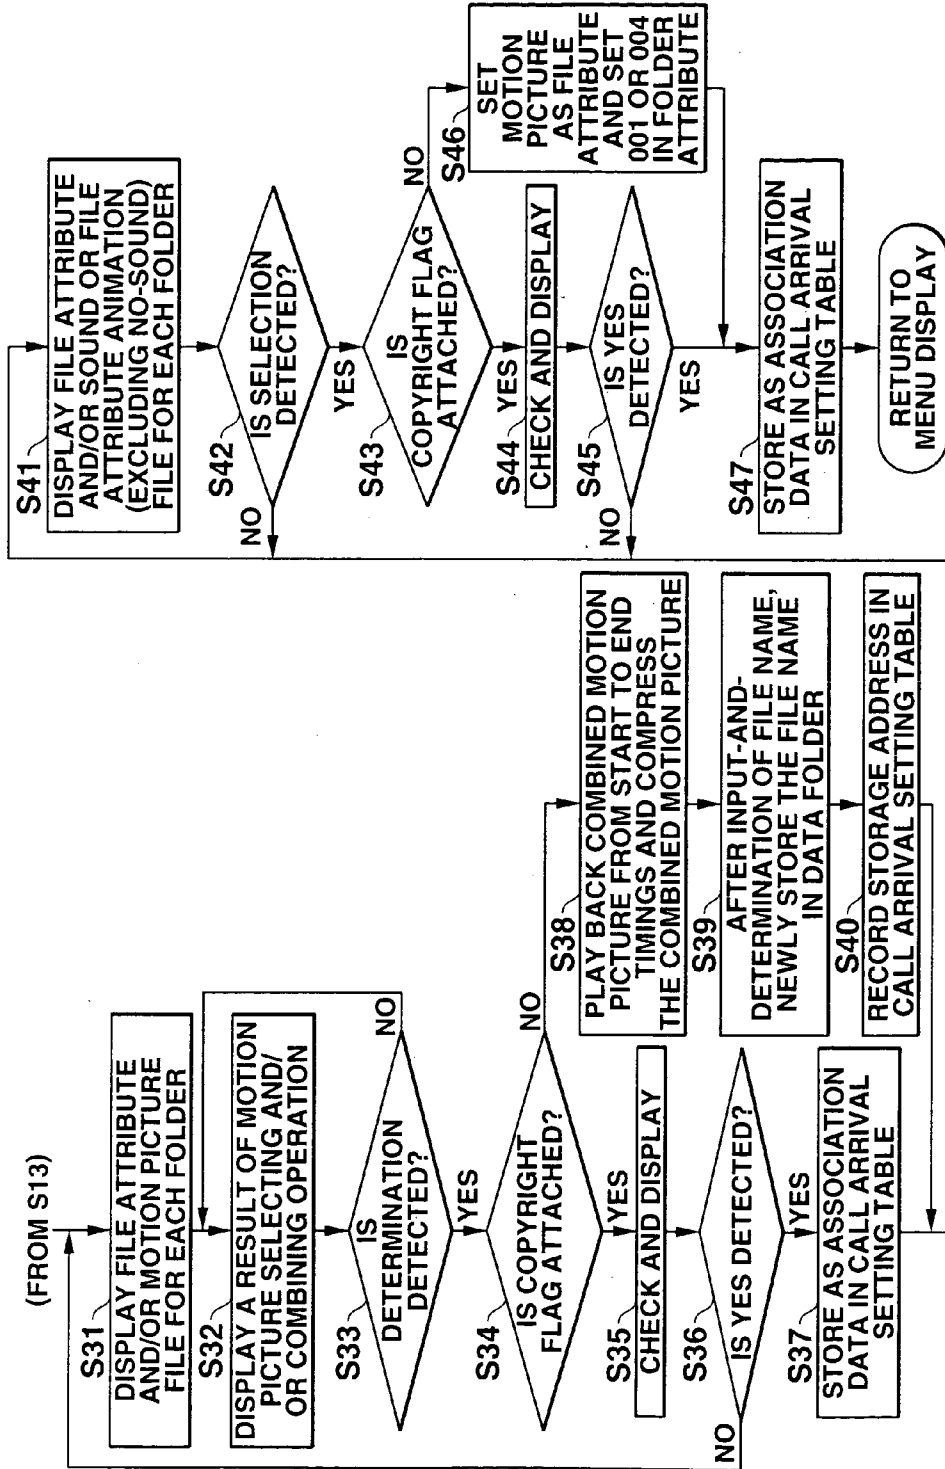 (FROM S13)
S31
DISPLAY FILE ATTRIBUTE
AND/OR MOTION PICTURE
FILE FOR EACH FOLDER
S32
DISPLAY A RESULT OF MOTION
PICTURE SELECTING AND/
OR COMBINING OPERATION
S33
IS
DETERMINATION
DETECTED?
NO
YES
S34
IS COPYRIGHT
FLAG ATTACHED?
NO
YES
S35
CHECK AND DISPLAY
S36
IS YES DETECTED?
NO
YES
S37
STORE AS ASSOCIATION
DATA IN CALL ARRIVAL
SETTING TABLE
S38
PLAY BACK COMBINED MOTION
PICTURE FROM START TO END
TIMINGS AND COMPRESS
THE COMBINED MOTION PICTURE
S39
AFTER INPUT-AND-
DETERMINATION OF FILE NAME,
NEWLY STORE THE FILE NAME
IN DATA FOLDER
S40
RECORD STORAGE ADDRESS IN
CALL ARRIVAL SETTING TABLE
S41
DISPLAY FILE ATTRIBUTE
AND/OR SOUND OR FILE
ATTRIBUTE ANIMATION
(EXCLUDING NO-SOUND)
FILE FOR EACH FOLDER
S42
IS SELECTION
DETECTED?
NO
YES
S43
IS
COPYRIGHT FLAG
ATTACHED?
NO
YES
S44
CHECK AND DISPLAY
S45
IS YES
DETECTED?
NO
YES
S46
SET
MOTION
PICTURE
AS FILE
ATTRIBUTE
AND SET
001 OR 004
IN FOLDER
ATTRIBUTE
S47
STORE AS ASSOCIATION
DATA IN CALL ARRIVAL
SETTING TABLE
RETURN TO
MENU DISPLAY